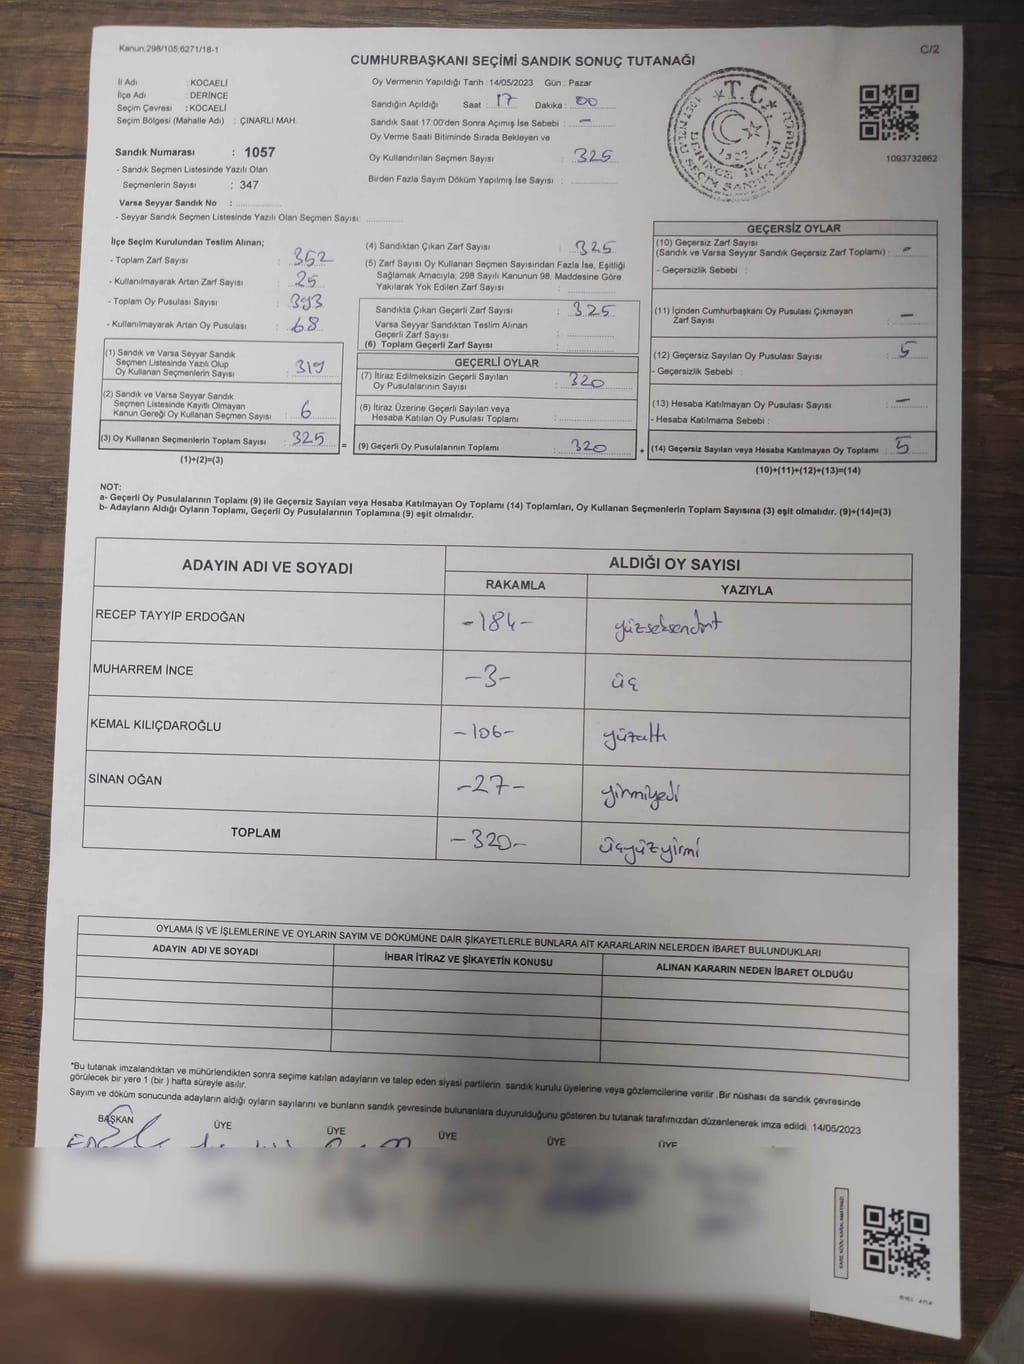 Kanun:298/105;6271/18-1
C/2
CUMHURBAŞKANI SEÇİMİ SANDIK SONUÇ TUTANAĞI
İl Adı : KOCAELİ
İlçe Adı : DERİNCE
Seçim Çevresi : KOCAELİ
Seçim Bölgesi (Mahalle Adı) : ÇINARLI MAH.
Sandık Numarası : 1057
- Sandık Seçmen Listesinde Yazılı Olan
Seçmenlerin Sayısı : 347
Varsa Seyyar Sandık No :
- Seyyar Sandık Seçmen Listesinde Yazılı Olan Seçmen Sayısı:
Oy Vermenin Yapıldığı Tarih : 14/05/2023 Gün : Pazar
Sandığın Açıldığı Saat : 17 Dakika : 00
Sandık Saat 17:00'den Sonra Açımış İse Sebebi : -
Oy Verme Saati Bitiminde Sırada Bekleyen ve
Oy Kullandırılan Seçmen Sayısı : 325
Birden Fazla Sayım Döküm Yapılmış İse Sayısı :
T.C.
1093732862
İlçe Seçim Kurulundan Teslim Alınan;
- Toplam Zarf Sayısı : 352
- Kullanılmayarak Artan Zarf Sayısı : 25
- Toplam Oy Pusulası Sayısı : 393
- Kullanılmayarak Artan Oy Pusulası : 68
(1) Sandık ve Varsa Seyyar Sandık
Seçmen Listesinde Yazılı Olup
Oy Kullanan Seçmenlerin Sayısı : 319
(2) Sandık ve Varsa Seyyar Sandık
Seçmen Listesinde Kayıtlı Olmayan
Kanun Gereği Oy Kullanan Seçmen Sayısı : 6
(3) Oy Kullanan Seçmenlerin Toplam Sayısı : 325 =
(1)+(2)=(3)
(4) Sandıktan Çıkan Zarf Sayısı : 325
(5) Zarf Sayısı Oy Kullanan Seçmen Sayısından Fazla İse, Eşitliği
Sağlamak Amacıyla; 298 Sayılı Kanunun 98. Maddesine Göre
Yakılarak Yok Edilen Zarf Sayısı :
Sandıkta Çıkan Geçerli Zarf Sayısı : 325
Varsa Seyyar Sandıktan Teslim Alınan
Geçerli Zarf Sayısı :
(6) Toplam Geçerli Zarf Sayısı :
GEÇERLİ OYLAR
(7) İtiraz Edilmeksizin Geçerli Sayılan
Oy Pusulalarının Sayısı : 320
(8) İtiraz Üzerine Geçerli Sayılan veya
Hesaba Katılan Oy Pusulaları Toplamı :
(9) Geçerli Oy Pusulalarının Toplamı : 320 +
GEÇERSİZ OYLAR
(10) Geçersiz Zarf Sayısı
(Sandık ve Varsa Seyyar Sandık Geçersiz Zarf Toplamı) : -
- Geçersizlik Sebebi :
(11) İçinden Cumhurbaşkanı Oy Pusulası Çıkmayan
Zarf Sayısı : -
(12) Geçersiz Sayılan Oy Pusulası Sayısı : 5
- Geçersizlik Sebebi :
(13) Hesaba Katılmayan Oy Pusulası Sayısı : -
- Hesaba Katılmama Sebebi :
(14) Geçersiz Sayılan veya Hesaba Katılmayan Oy Toplamı : 5
(10)+(11)+(12)+(13)=(14)
NOT:
a- Geçerli Oy Pusulalarının Toplamı (9) ile Geçersiz Sayılan veya Hesaba Katılmayan Oy Toplamı (14) Toplamları, Oy Kullanan Seçmenlerin Toplam Sayısına (3) eşit olmalıdır. (9)+(14)=(3)
b- Adayların Aldığı Oyların Toplamı, Geçerli Oy Pusulalarının Toplamına (9) eşit olmalıdır.
ADAYIN ADI VE SOYADI
ALDIĞI OY SAYISI
RAKAMLA YAZIYLA
RECEP TAYYİP ERDOĞAN -184- yüzseksendört
MUHARREM İNCE -3- üç
KEMAL KILIÇDAROĞLU -106- yüzaltı
SİNAN OĞAN -27- yirmiyedi
TOPLAM -320- üçyüzyirmi
OYLAMA İŞ VE İŞLEMLERİNE VE OYLARIN SAYIM VE DÖKÜMÜNE DAİR ŞİKAYETLERLE BUNLARA AİT KARARLARIN NELERDEN İBARET BULUNDUKLARI
ADAYIN ADI VE SOYADI İHBAR İTİRAZ VE ŞİKAYETİN KONUSU ALINAN KARARIN NEDEN İBARET OLDUĞU
*Bu tutanak imzalandıktan ve mühürlendikten sonra seçime katılan adayların ve talep eden siyasi partilerin sandık kurulu üyelerine veya gözlemcilerine verilir .Bir nüshası da sandık çevresinde
görülecek bir yere 1 (bir ) hafta süreyle asılır.
Sayım ve döküm sonucunda adayların aldığı oyların sayılarını ve bunların sandık çevresinde bulunanlara duyurulduğunu gösteren bu tutanak tarafımızdan düzenlenerek imza edildi. 14/05/2023
BAŞKAN ÜYE ÜYE ÜYE ÜYE ÜYE